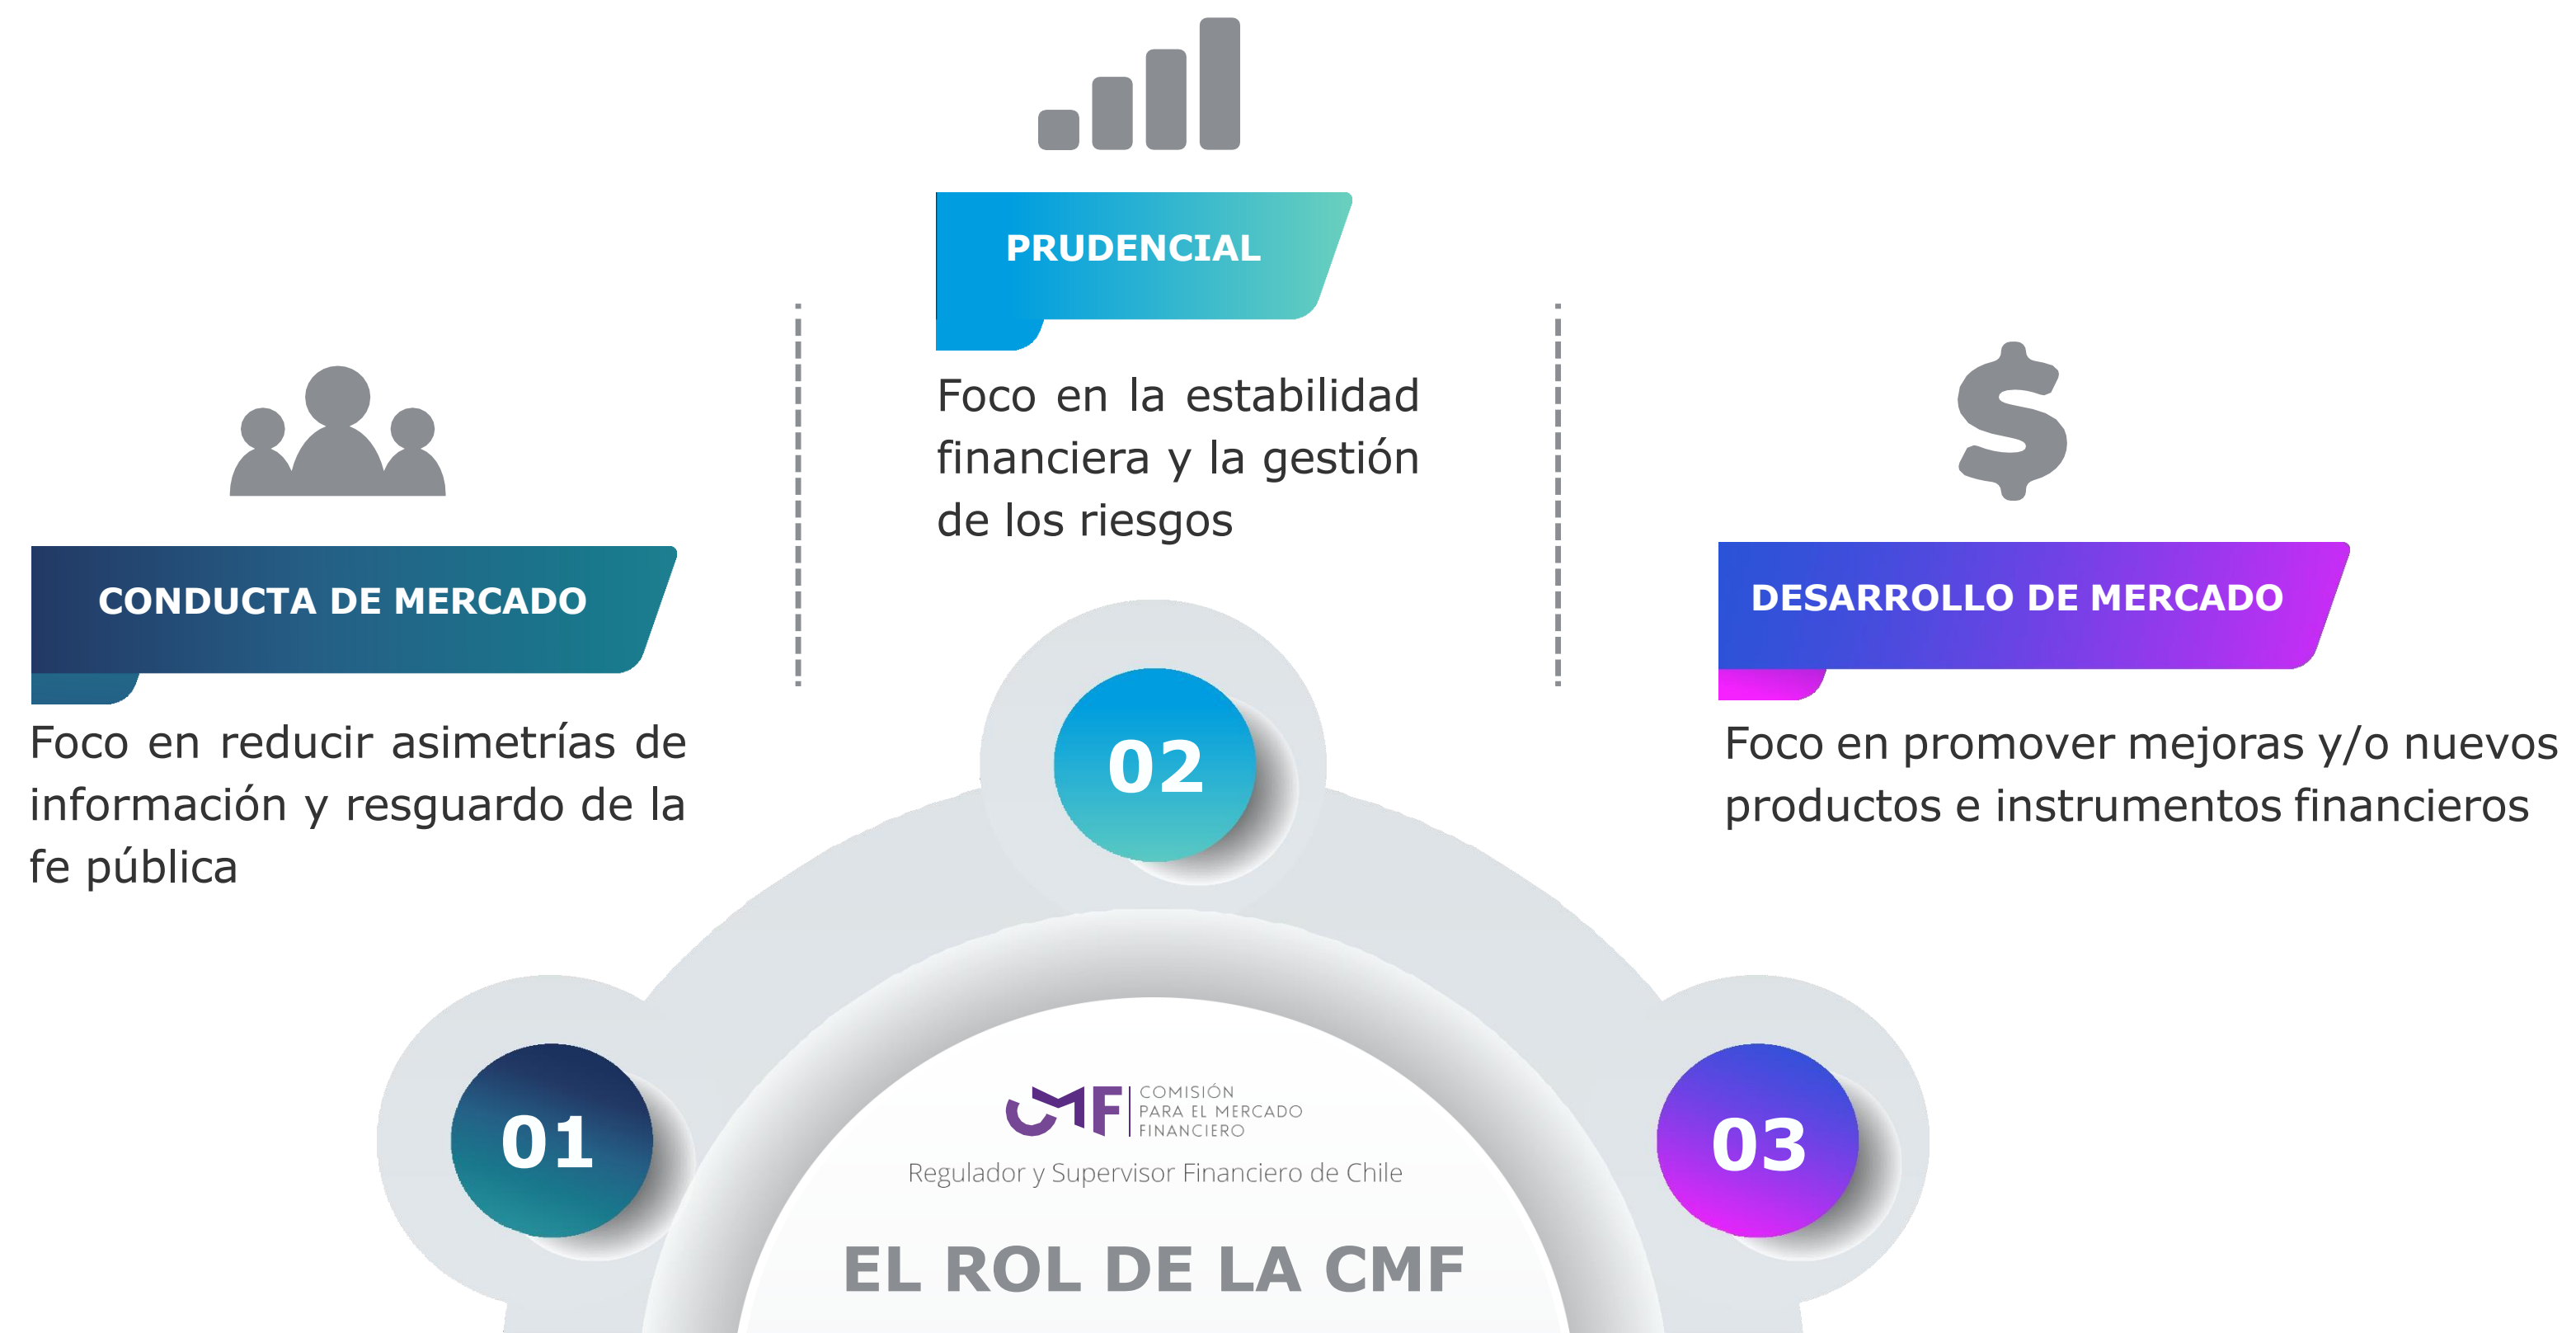 CONDUCTA DE MERCADO
Foco en reducir asimetrías de
información y resguardo de la
fe pública
PRUDENCIAL
Foco en la estabilidad
financiera y la gestión
de los riesgos
DESARROLLO DE MERCADO
Foco en promover mejoras y/o nuevos
productos e instrumentos financieros
01
02
03
CMF
COMISIÓN
PARA EL MERCADO
FINANCIERO
Regulador y Supervisor Financiero de Chile
EL ROL DE LA CMF